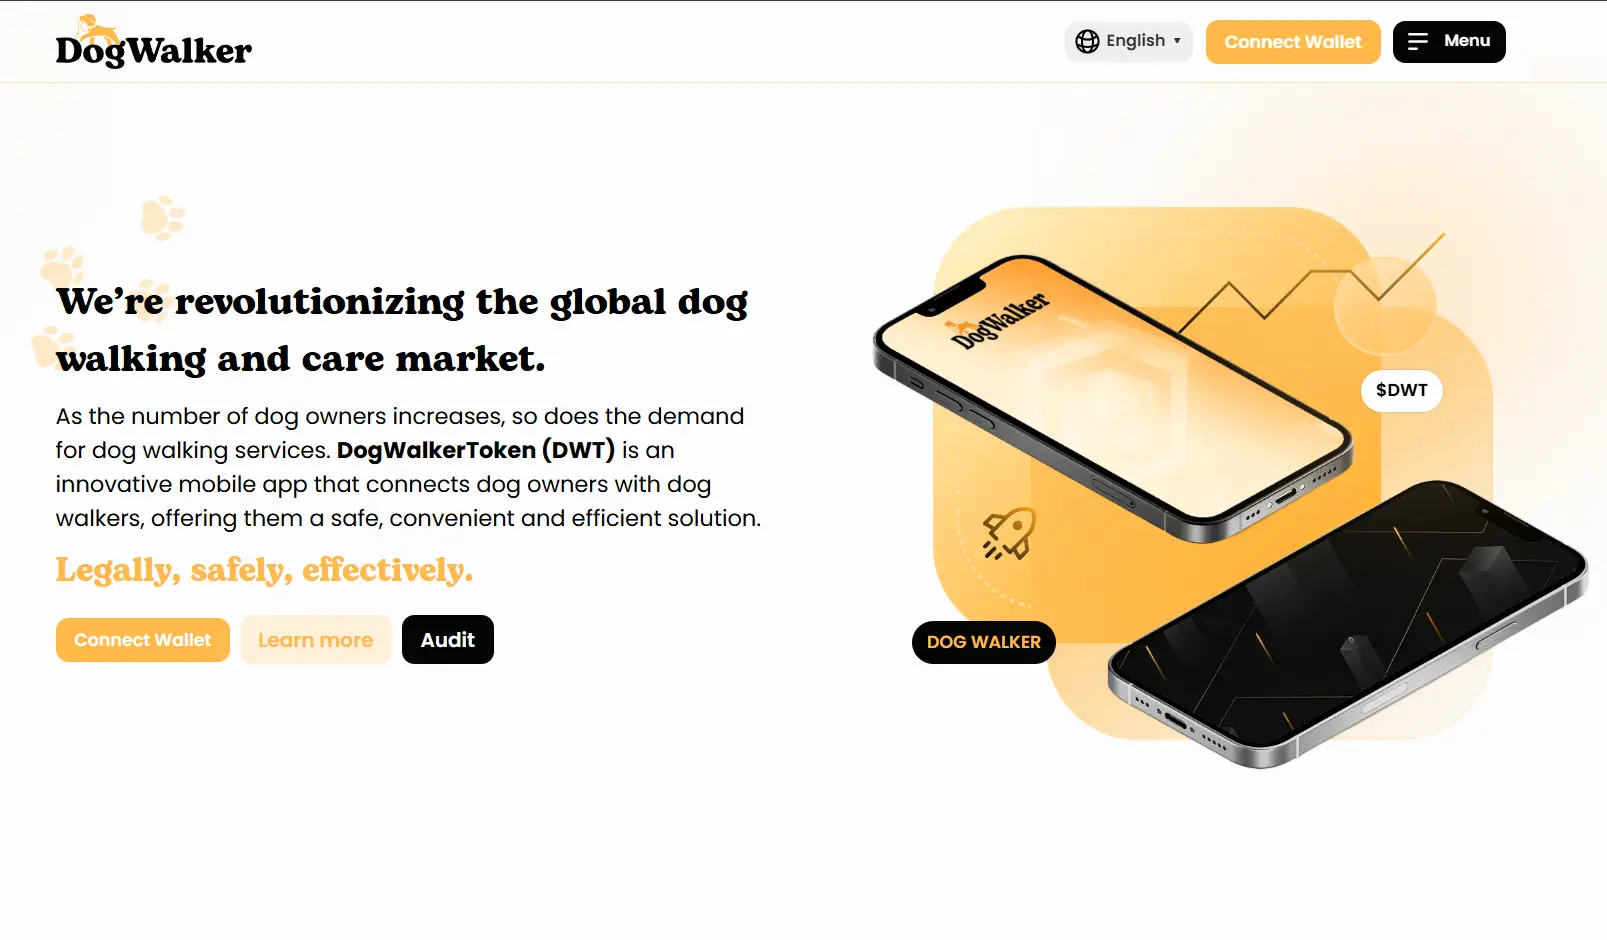 DogWalker
English
Connect Wallet
Menu
We’re revolutionizing the global dog
walking and care market.
As the number of dog owners increases, so does the demand
for dog walking services. DogWalkerToken (DWT) is an
innovative mobile app that connects dog owners with dog
walkers, offering them a safe, convenient and efficient solution.
Legally, safely, effectively.
Connect Wallet
Learn more
Audit
DogWalker
$DWT
DOG WALKER